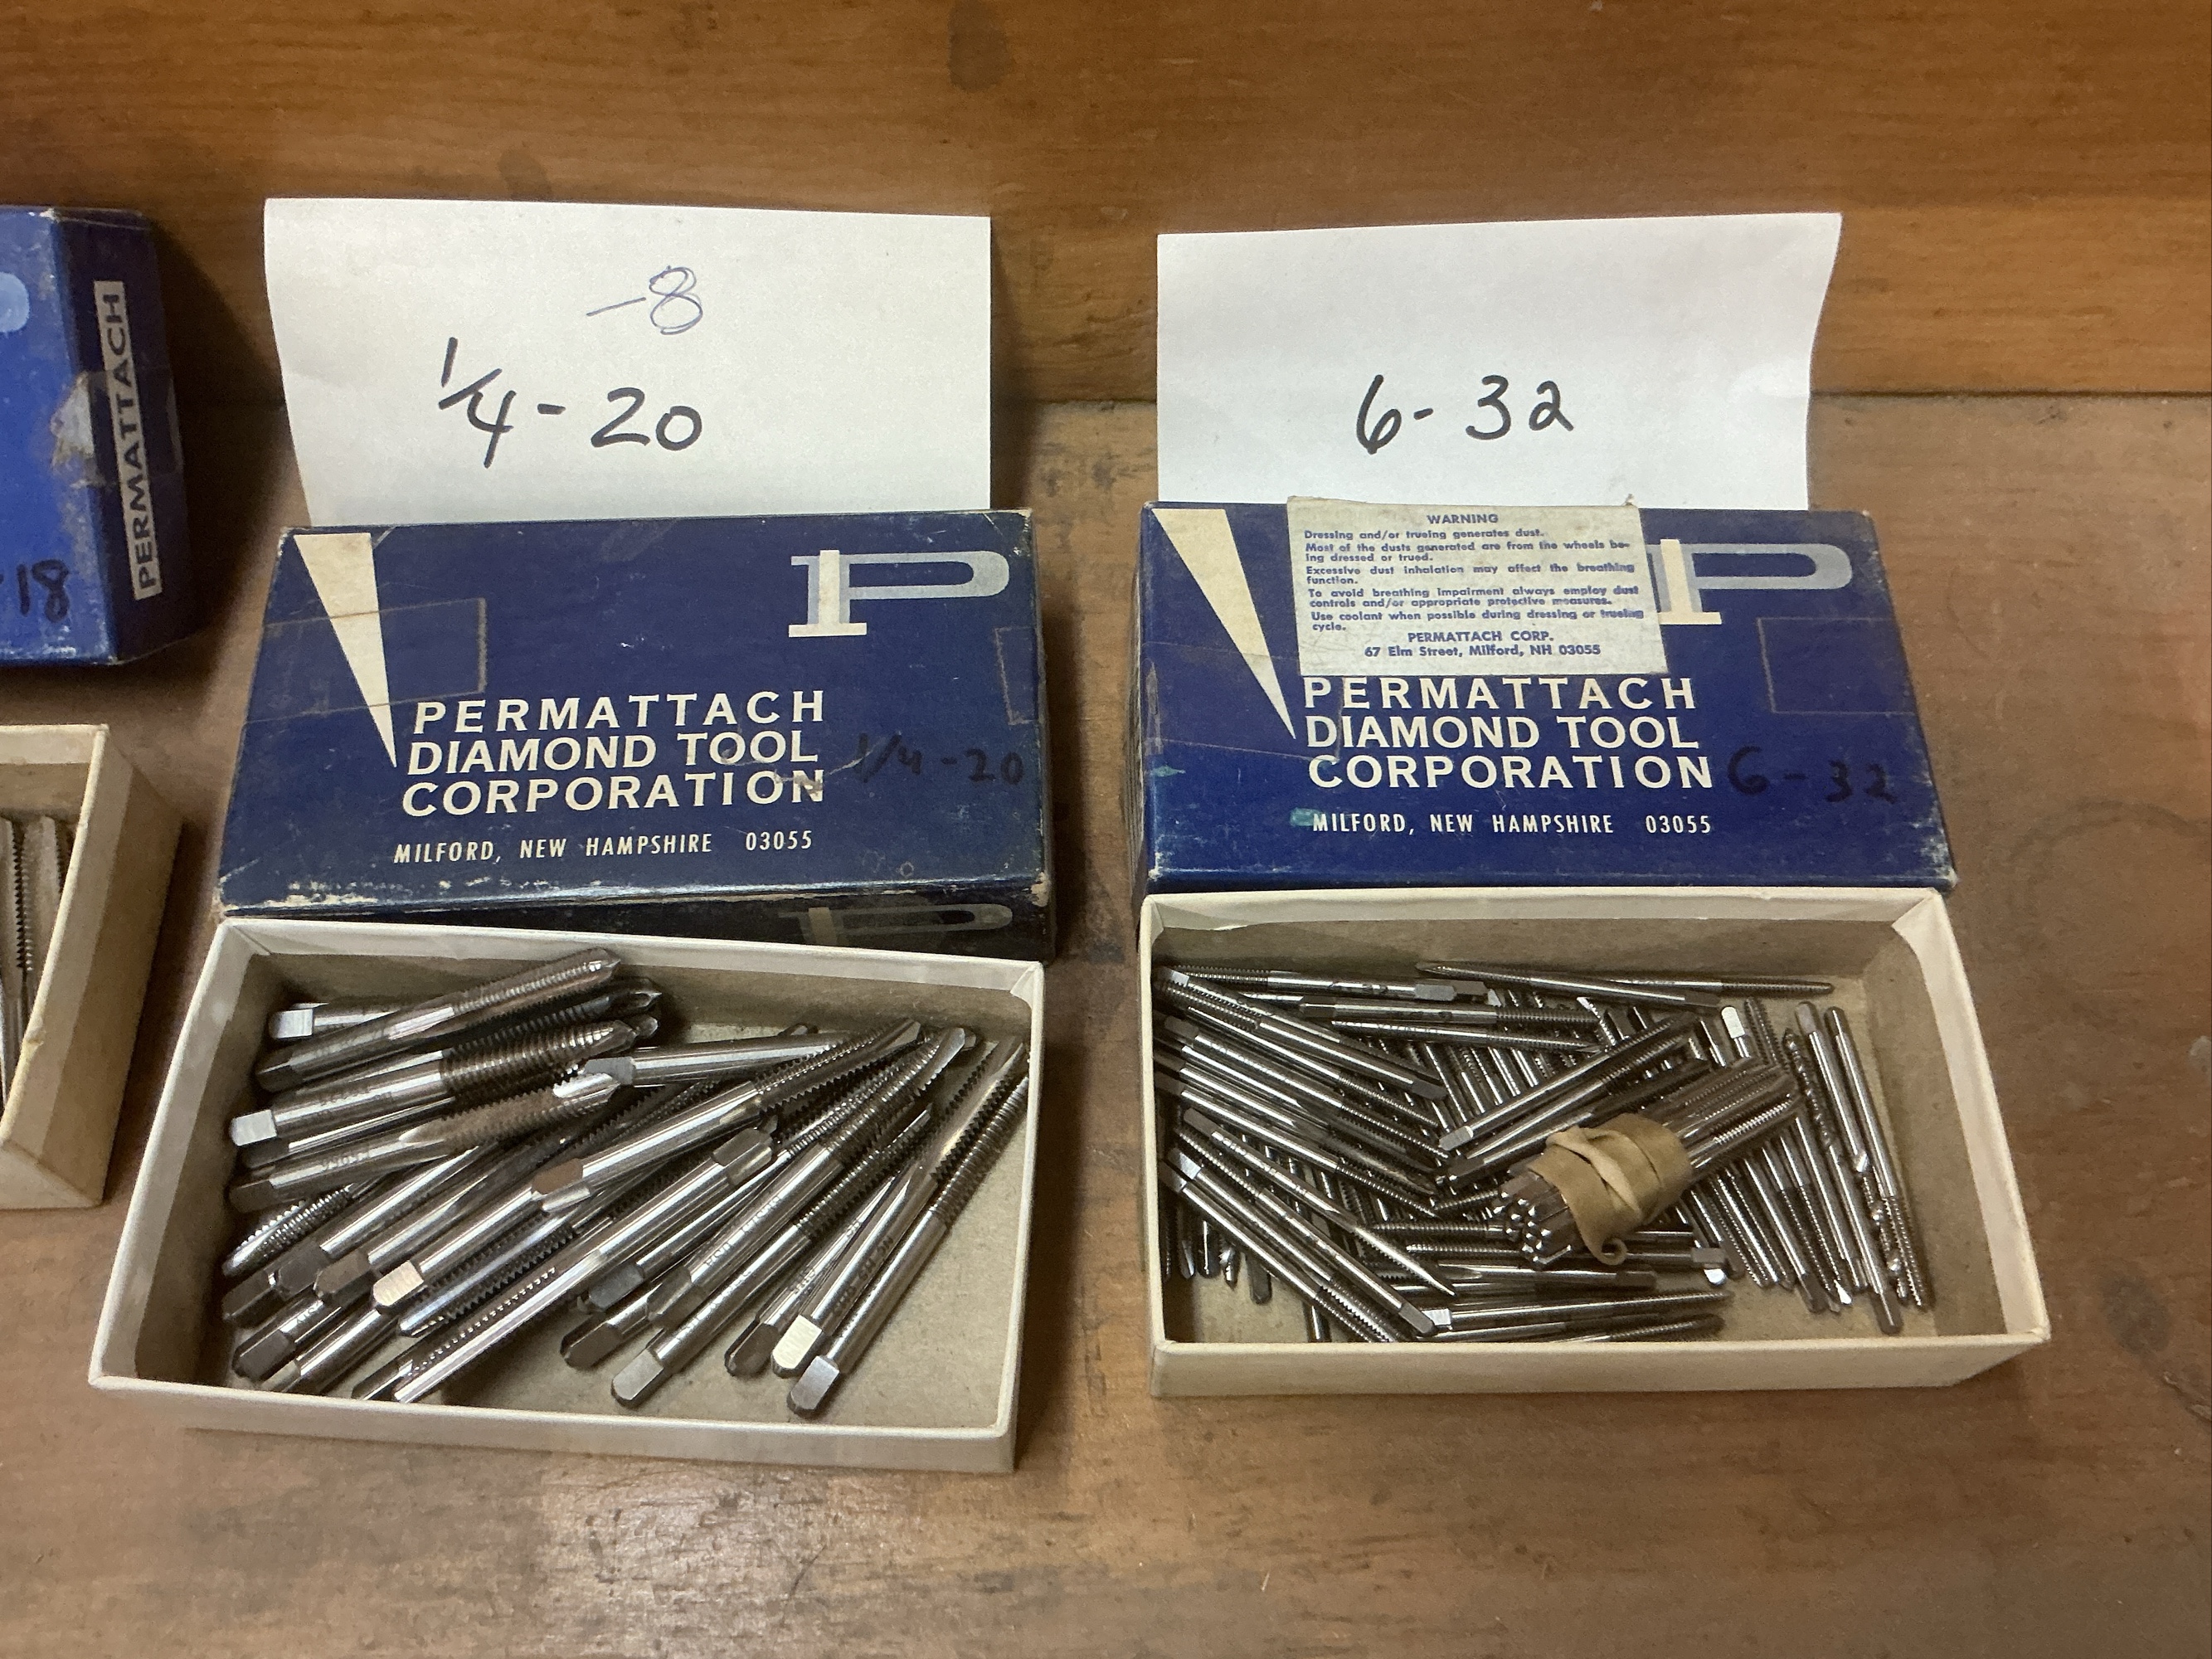 -8
1/4-20
6-32
PERMATTACH
-18
P
PERMATTACH
DIAMOND TOOL
CORPORATION
1/4-20
MILFORD, NEW HAMPSHIRE 03055
P
WARNING
Dressing and/or trueing generates dust.
Most of the dusts generated are from the wheels be-
ing dressed or trued.
Excessive dust inhalation may affect the breathing
function.
To avoid breathing impairment always employ dust
controls and/or appropriate protective measures.
Use coolant when possible during dressing or trueing
cycle.
PERMATTACH CORP.
67 Elm Street, Milford, NH 03055
P
PERMATTACH
DIAMOND TOOL
CORPORATION
6-32
MILFORD, NEW HAMPSHIRE 03055